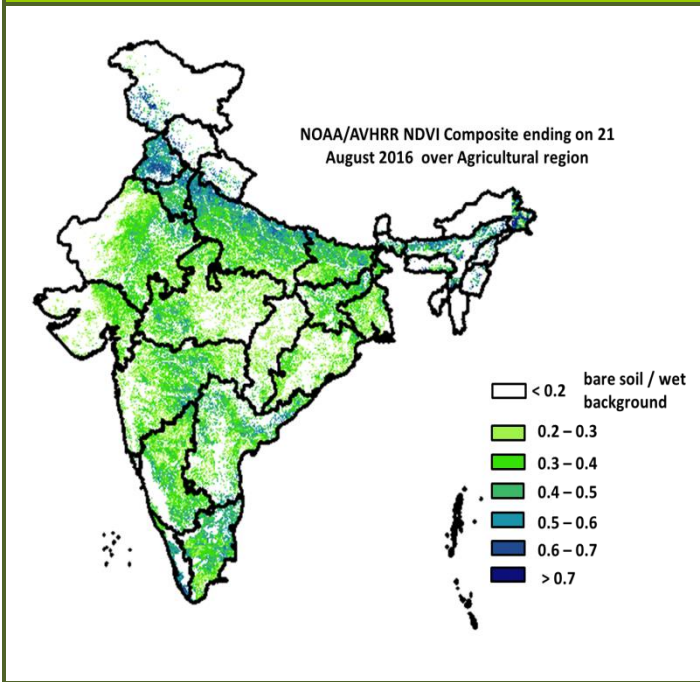 NOAA/AVHRR NDVI Composite ending on 21
August 2016 over Agricultural region
< 0.2 bare soil / wet
background
0.2 – 0.3
0.3 – 0.4
0.4 – 0.5
0.5 – 0.6
0.6 – 0.7
> 0.7